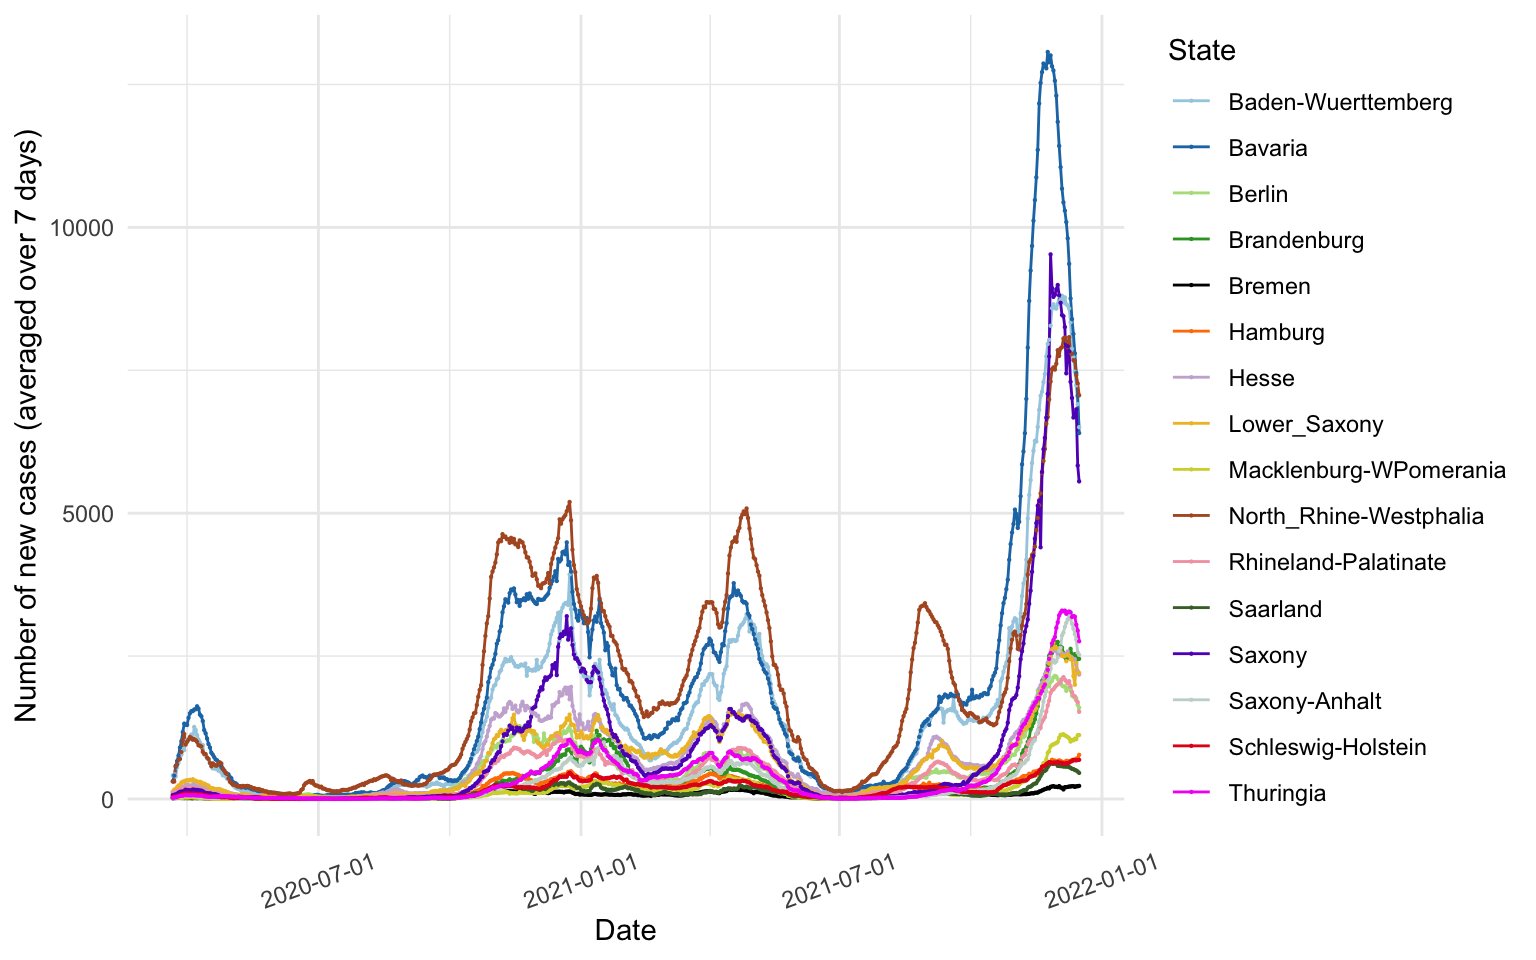 Number of new cases (averaged over 7 days)
10000
5000
0
2020-07-01
2021-01-01
2021-07-01
2022-01-01
Date
State
Baden-Wuerttemberg
Bavaria
Berlin
Brandenburg
Bremen
Hamburg
Hesse
Lower_Saxony
Macklenburg-WPomerania
North_Rhine-Westphalia
Rhineland-Palatinate
Saarland
Saxony
Saxony-Anhalt
Schleswig-Holstein
Thuringia